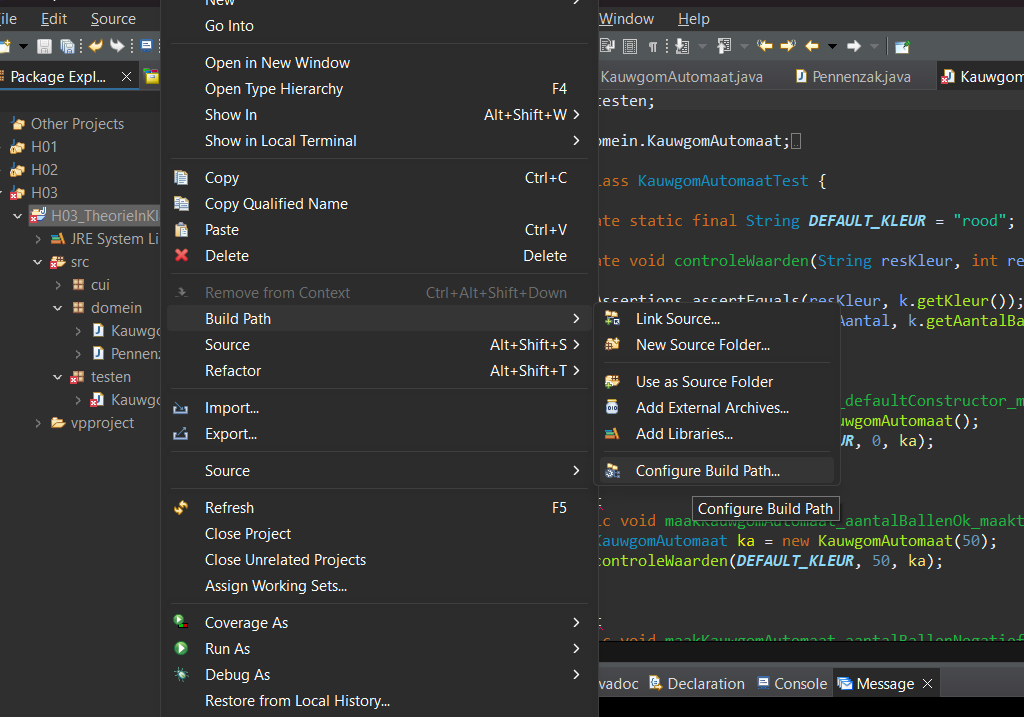 ile Edit Source
Package Expl...
Other Projects
H01
H02
H03
H03_TheorieInKl
JRE System Li
src
cui
domein
Kauwgo
Pennenz
testen
Kauwgo
vpproject
New
Go Into
Open in New Window
Open Type Hierarchy F4
Show In Alt+Shift+W
Show in Local Terminal
Copy Ctrl+C
Copy Qualified Name
Paste Ctrl+V
Delete Delete
Remove from Context Ctrl+Alt+Shift+Down
Build Path
Source Alt+Shift+S
Refactor Alt+Shift+T
Import...
Export...
Source
Refresh F5
Close Project
Close Unrelated Projects
Assign Working Sets...
Coverage As
Run As
Debug As
Restore from Local History...
Link Source...
New Source Folder...
Use as Source Folder
Add External Archives...
Add Libraries...
Configure Build Path...
Configure Build Path
Window Help
KauwgomAutomaat.java Pennenzak.java Kauwgom
testen;
omein.KauwgomAutomaat;
lass KauwgomAutomaatTest {
ate static final String DEFAULT_KLEUR = "rood";
ate void controleWaarden(String resKleur, int re
Assertions.assertEquals(resKleur, k.getKleur());
Aantal, k.getAantalBa
_defaultConstructor_m
uwgomAutomaat();
UR, 0, ka);
ic void maakKauwgomAutomaat_aantalBallenOk_maakt
KauwgomAutomaat ka = new KauwgomAutomaat(50);
controleWaarden(DEFAULT_KLEUR, 50, ka);
ic void maakKauwgomAutomaat_aantalBallenNegatief
vadoc Declaration Console Message